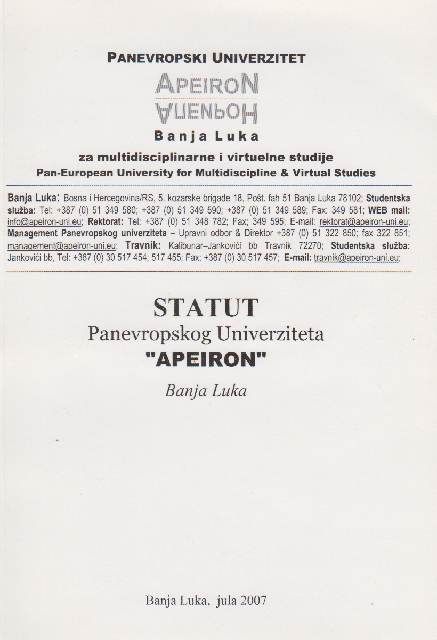 PANEVROPSKI UNIVERZITET
APEIRON
АПЕИРОН
Banja Luka
za multidisciplinarne i virtuelne studije
Pan-European University for Multidiscipline & Virtual Studies
Banja Luka: Bosna i Hercegovina/RS, 5. kozarske brigade 18, Pošt. fah 51 Banja Luka 78102; Studentska
služba: Tel: +387 (0) 51 349 580; +387 (0) 51 349 590; +387 (0) 51 349 589; Fax: 349 581; WEB mail:
info@apeiron-uni.eu; Rektorat: Tel: +387 (0) 51 348 782; Fax: 349 595; E-mail: rektorat@apeiron-uni.eu;
Management Panevropskog univerziteta – Upravni odbor & Direktor +387 (0) 51 322 850; fax 322 851;
management@apeiron-uni.eu; Travnik: Kalibunar–Jankovići bb Travnik 72270; Studentska služba:
Jankovići bb, Tel: +387 (0) 30 517 454; 517 455; Fax: +387 (0) 30 517 457; E-mail: travnik@apeiron-uni.eu;
STATUT
Panevropskog Univerziteta
"APEIRON"
Banja Luka
Banja Luka, jula 2007